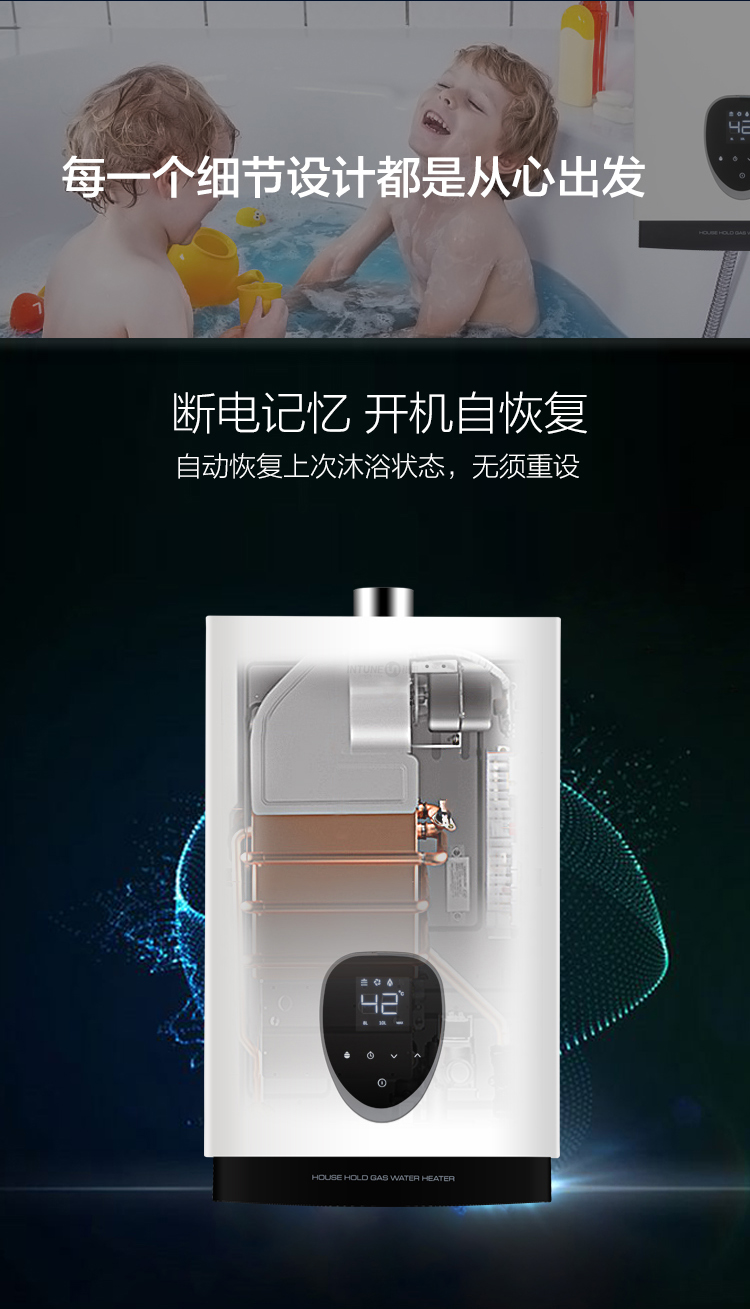 每一个细节设计都是从心出发
42
断电记忆 开机自恢复
自动恢复上次沐浴状态，无须重设
42°C
HOUSE HOLD GAS WATER HEATER